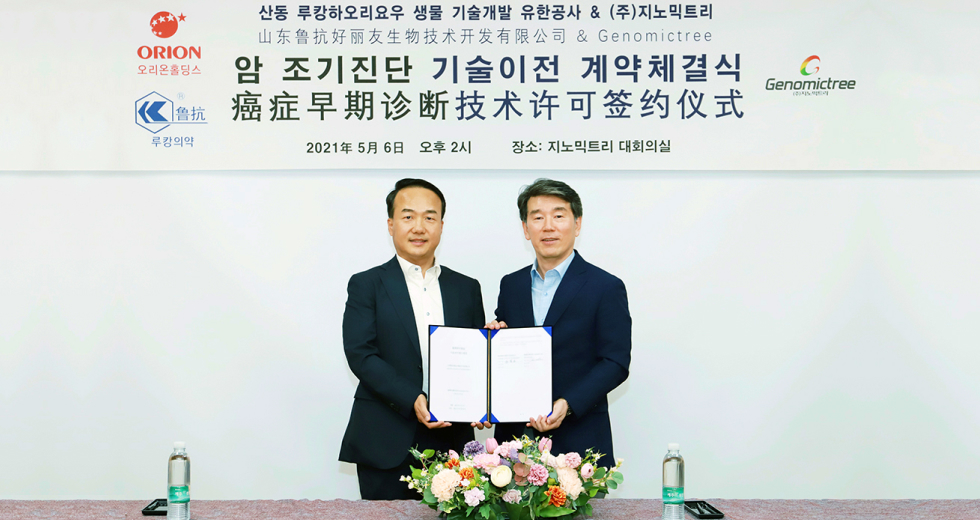 산동 루캉하오리요우 생물 기술개발 유한공사 & (주)지노믹트리
山东鲁抗好丽友生物技术开发有限公司 & Genomictree
암 조기진단 기술이전 계약체결식
癌症早期诊断技术许可签约仪式
2021年 5月 6日 오후 2시 장소: 지노믹트리 대회의실
ORION
오리온홀딩스
鲁抗®
루캉의약
Genomictree
(주)지노믹트리